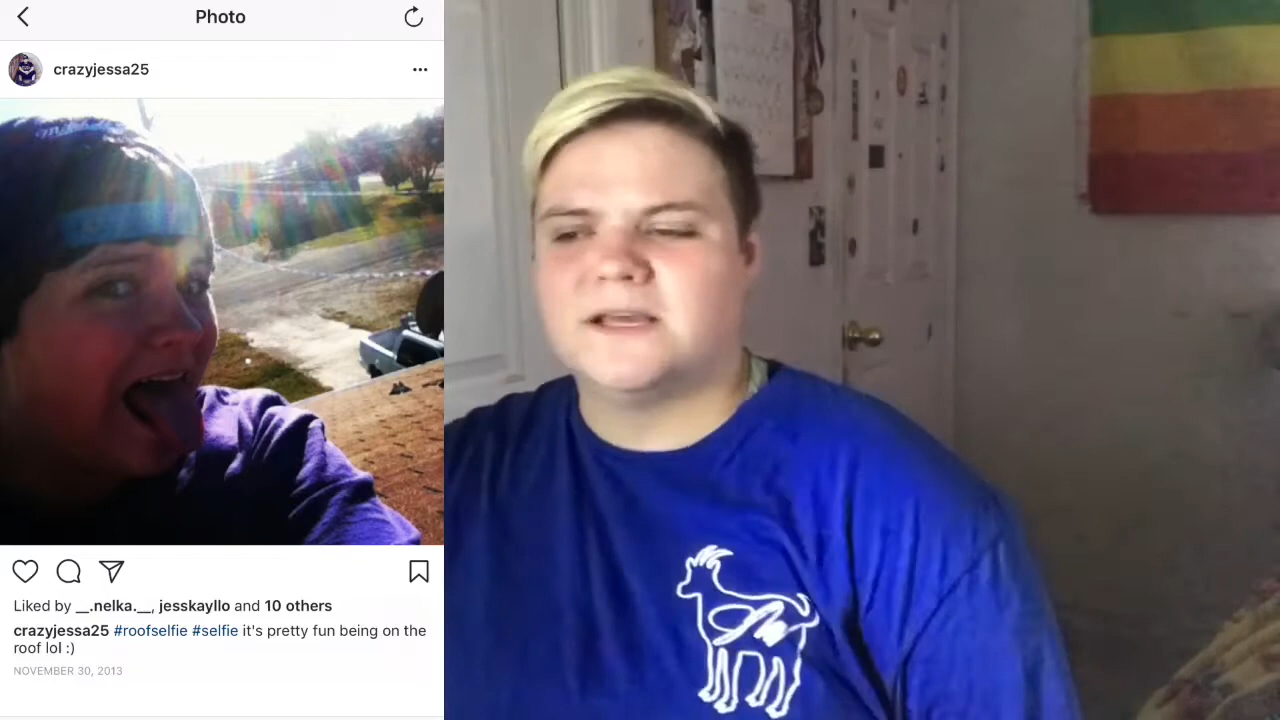 Photo
crazyjessa25
Liked by __.nelka.__, jesskayllo and 10 others
crazyjessa25 #roofselfie #selfie it's pretty fun being on the
roof lol :)
NOVEMBER 30, 2013